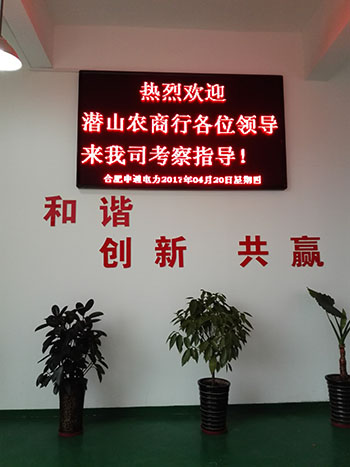 热烈欢迎
潜山农商行各位领导
来我司考察指导!
合肥申通电力2017年04月20日星期四
和谐
创新 共赢